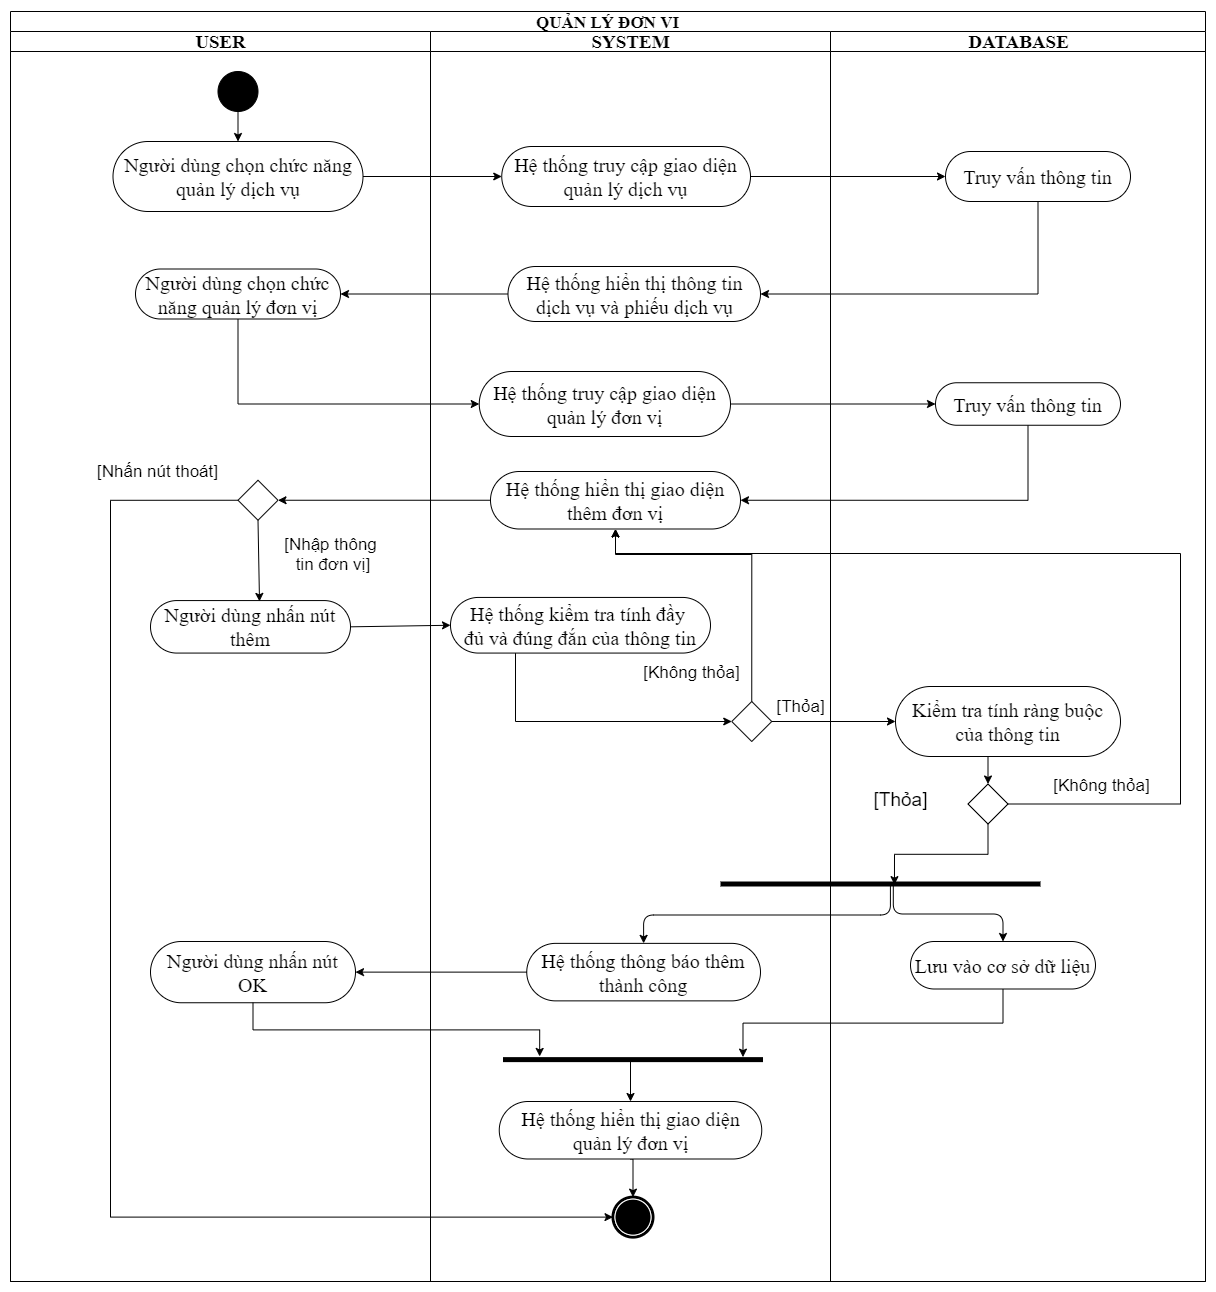 QUẢN LÝ ĐƠN VI
USER
SYSTEM
DATABASE
Người dùng chọn chức năng
quản lý dịch vụ
Hệ thống truy cập giao diện
quản lý dịch vụ
Truy vấn thông tin
Người dùng chọn chức
năng quản lý đơn vị
Hệ thống hiển thị thông tin
dịch vụ và phiếu dịch vụ
Hệ thống truy cập giao diện
quản lý đơn vị
Truy vấn thông tin
[Nhấn nút thoát]
Hệ thống hiển thị giao diện
thêm đơn vị
[Nhập thông
tin đơn vị]
Người dùng nhấn nút
thêm
Hệ thống kiểm tra tính đầy
đủ và đúng đắn của thông tin
[Không thỏa]
[Thỏa]
Kiểm tra tính ràng buộc
của thông tin
[Thỏa]
[Không thỏa]
Người dùng nhấn nút
OK
Hệ thống thông báo thêm
thành công
Lưu vào cơ sở dữ liệu
Hệ thống hiển thị giao diện
quản lý đơn vị